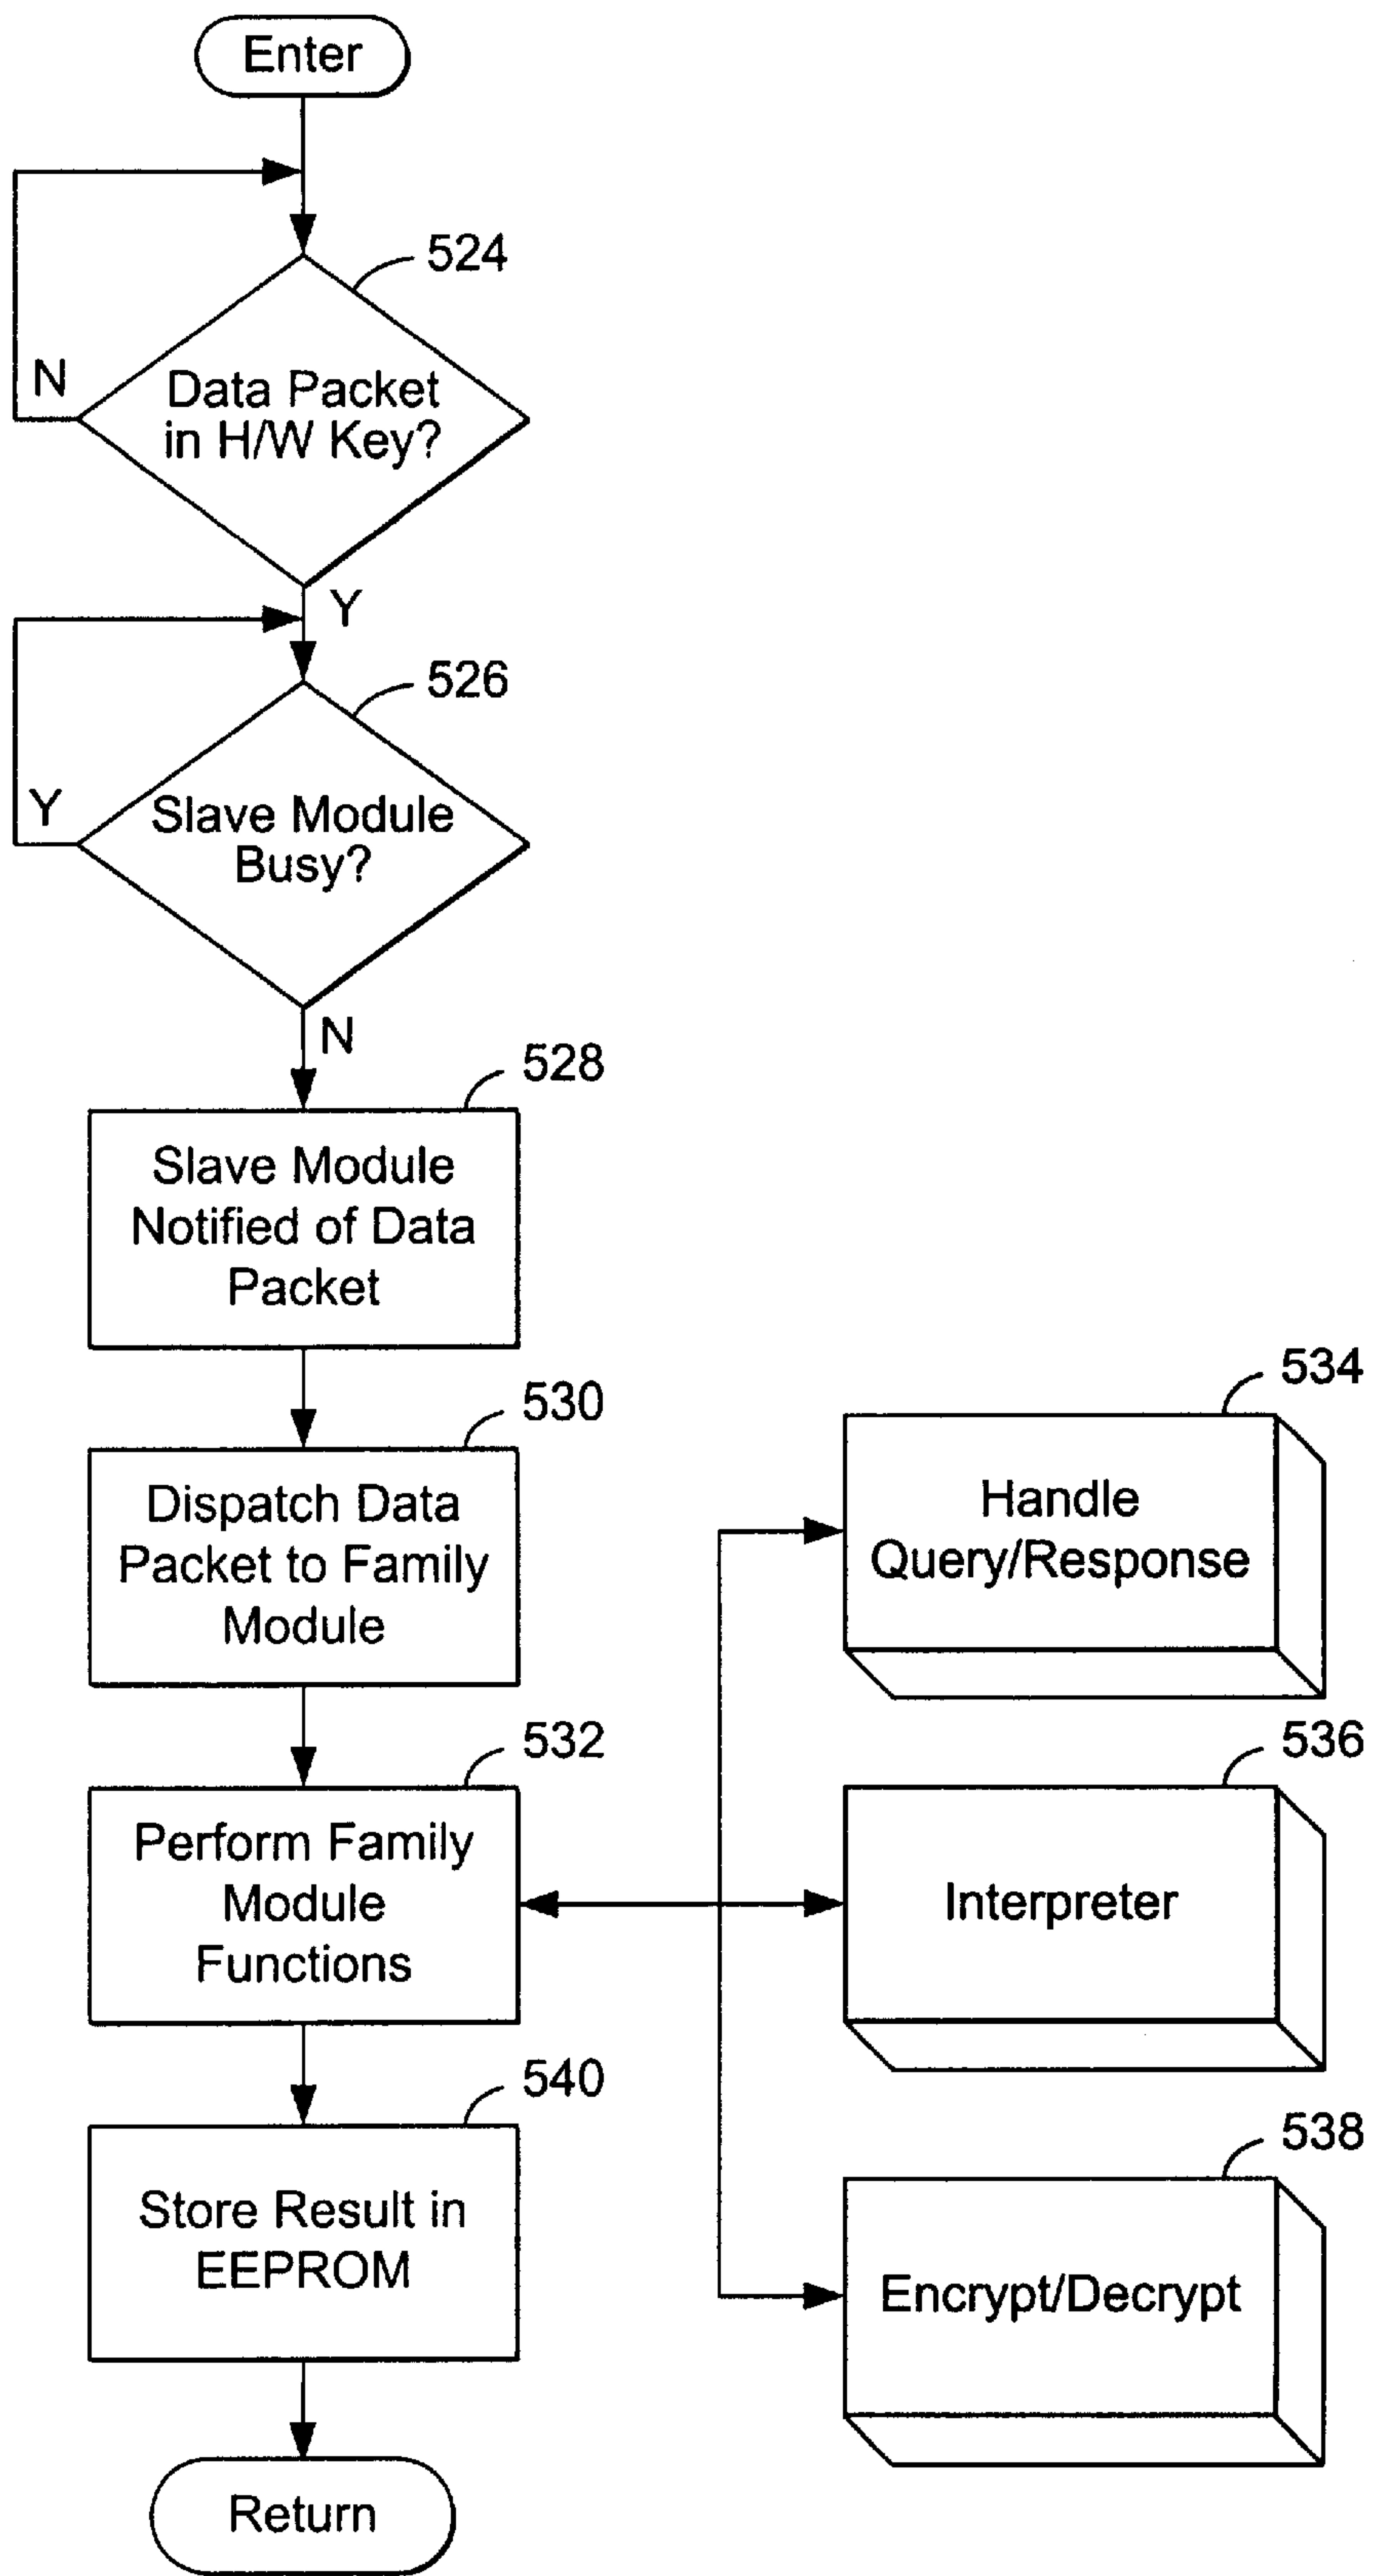 Enter
524
N
Data Packet
in H/W Key?
Y
526
Y
Slave Module
Busy?
N
528
Slave Module
Notified of Data
Packet
530
Dispatch Data
Packet to Family
Module
532
Perform Family
Module
Functions
534
Handle
Query/Response
536
Interpreter
538
Encrypt/Decrypt
540
Store Result in
EEPROM
Return